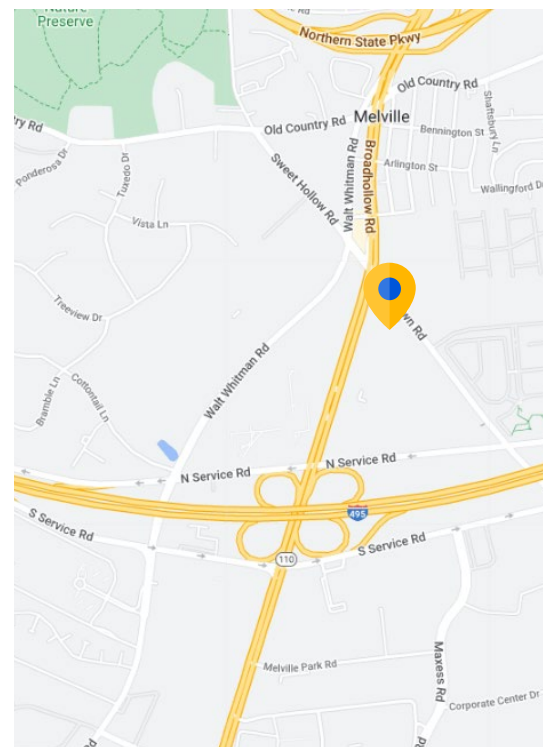 Nature
Preserve
Northern State Pkwy
Old Country Rd
Melville
Old Country Rd
Bennington St
Shaftsbury Ln
Ponderosa Dr
Tuxedo Dr
Sweet Hollow Rd
Walt Whitman Rd
Broadhollow Rd
Arlington St
Wallingford
Vista Ln
Treeview Dr
Walt Whitman Rd
Bramble Ln
Cottontail Ln
N Service Rd
N Service Rd
495
S Service Rd
S Service Rd
110
Melville Park Rd
Maxess Rd
Corporate Center Dr